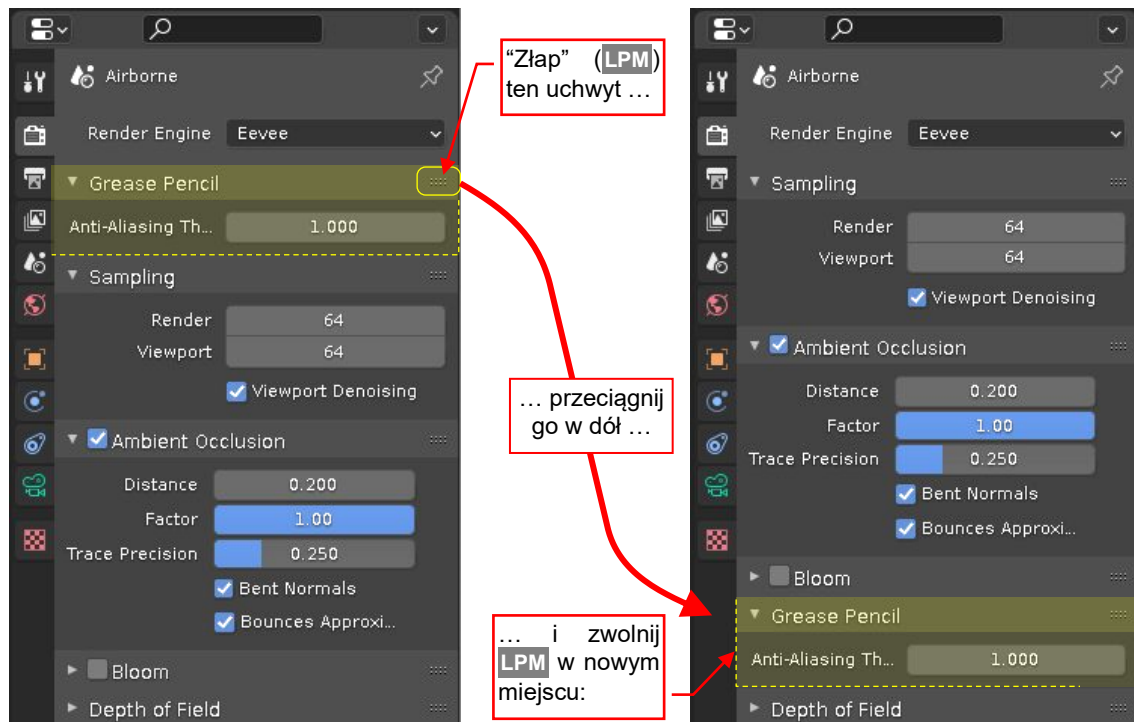 Airborne
Render Engine Eevee
Grease Pencil
Anti-Aliasing Th... 1.000
Sampling
Render 64
Viewport 64
Viewport Denoising
Ambient Occlusion
Distance 0.200
Factor 1.00
Trace Precision 0.250
Bent Normals
Bounces Approxi...
Bloom
Depth of Field
“Złap” (LPM)
ten uchwyt …
… przeciągnij
go w dół …
… i zwolnij
LPM w nowym
miejscu:
Airborne
Render Engine Eevee
Sampling
Render 64
Viewport 64
Viewport Denoising
Ambient Occlusion
Distance 0.200
Factor 1.00
Trace Precision 0.250
Bent Normals
Bounces Approxi...
Bloom
Grease Pencil
Anti-Aliasing Th... 1.000
Depth of Field